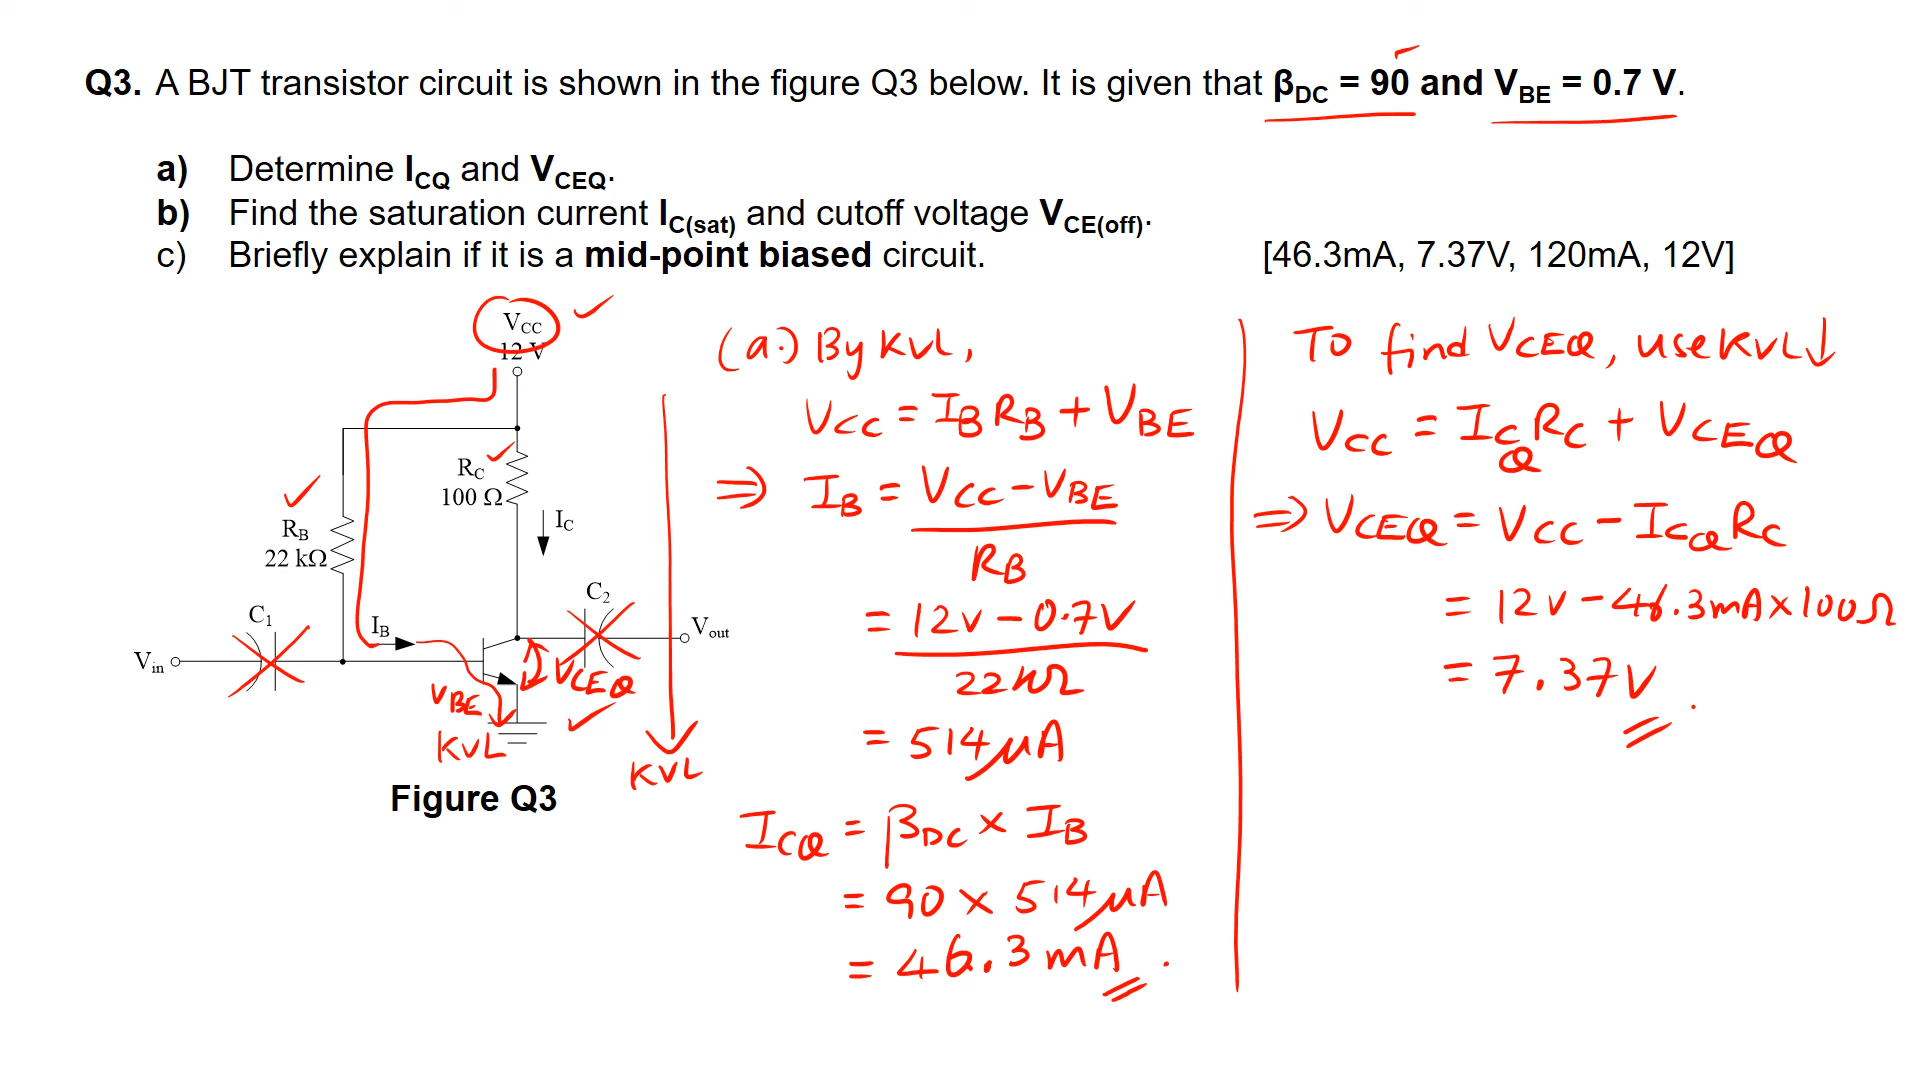 Q3. A BJT transistor circuit is shown in the figure Q3 below. It is given that βDC = 90 and VBE = 0.7 V.
a) Determine ICQ and VCEQ.
b) Find the saturation current IC(sat) and cutoff voltage VCE(off).
c) Briefly explain if it is a mid-point biased circuit. [46.3mA, 7.37V, 120mA, 12V]
VCC
12 V
RC
100 Ω
IC
RB
22 kΩ
C1
C2
IB
Vin
Vout
VBE
VCEQ
KVL
KVL
Figure Q3
(a.) By KVL,
VCC = IBRB + VBE
⇒ IB = VCC - VBE
RB
= 12V - 0.7V
22kΩ
= 514μA
ICQ = βDC × IB
= 90 × 514μA
= 46.3mA.
To find VCEQ, use KVL↓
VCC = ICQRC + VCEQ
⇒ VCEQ = VCC - ICQRC
= 12V - 46.3mA × 100Ω
= 7.37V.